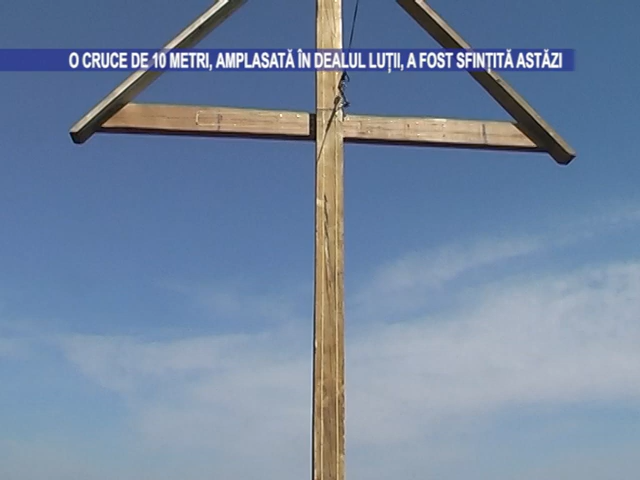 O CRUCE DE 10 METRI, AMPLASATĂ ÎN DEALUL LUȚII, A FOST SFINȚITĂ ASTĂZI